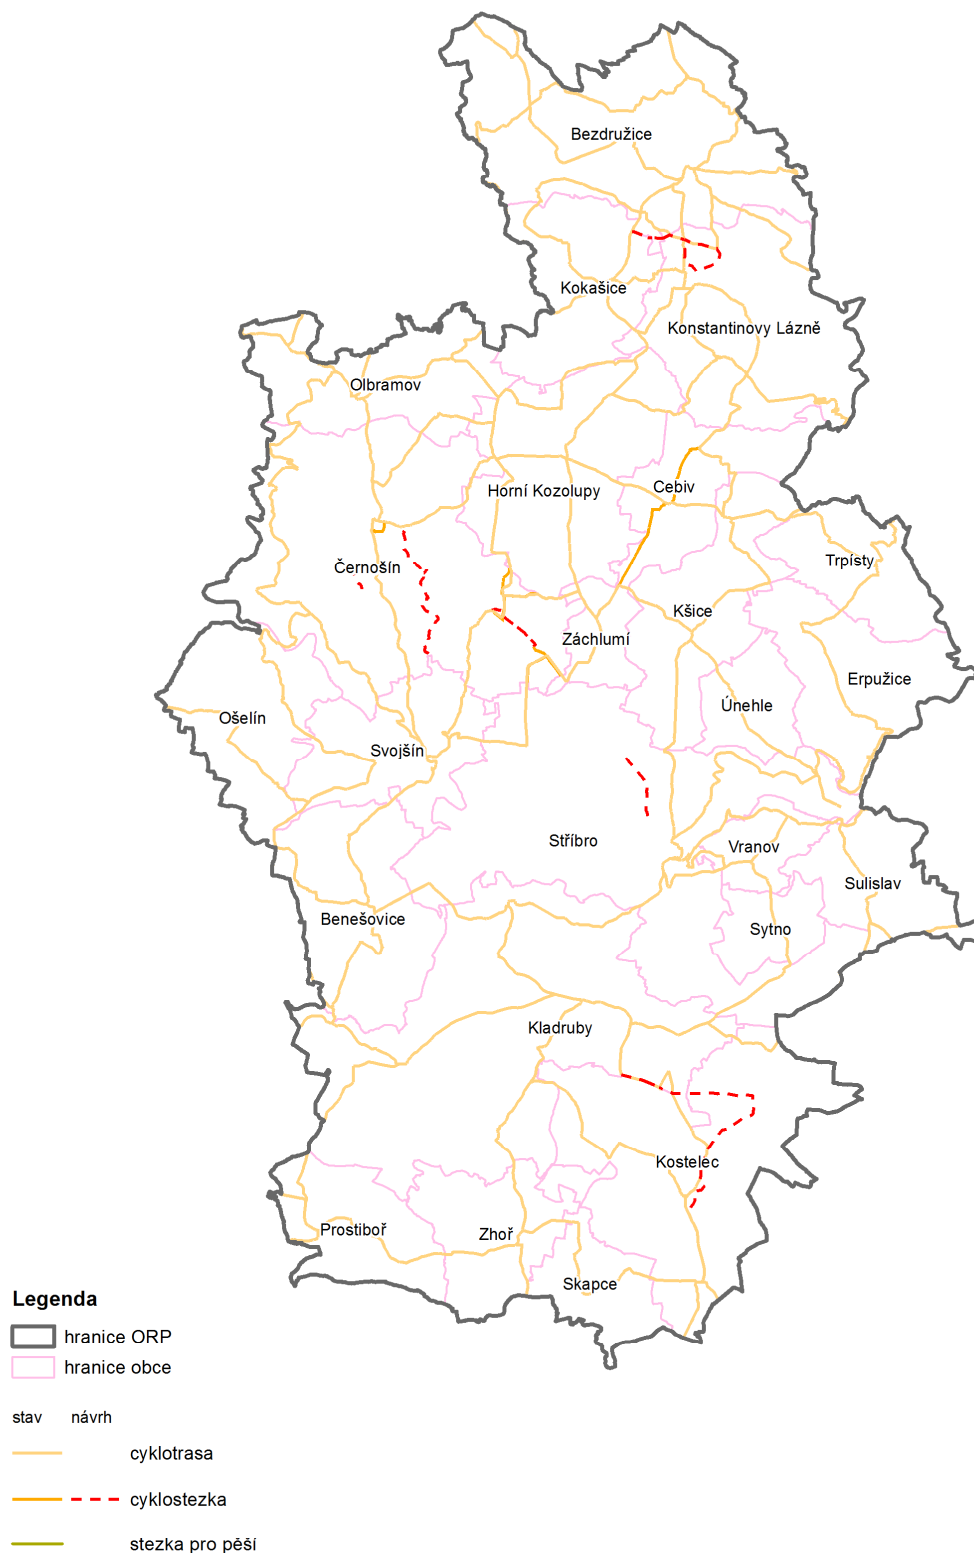 Bezdružice
Kokašice
Konstantinovy Lázně
Olbramov
Horní Kozolupy
Cebiv
Trpísty
Černošín
Kšice
Záchlumí
Erpužice
Únehle
Ošelín
Svojšín
Stříbro
Vranov
Sulislav
Benešovice
Sytno
Kladruby
Kostelec
Prostiboř
Zhoř
Skapce
Legenda
hranice ORP
hranice obce
stav návrh
cyklotrasa
cyklostezka
stezka pro pěší